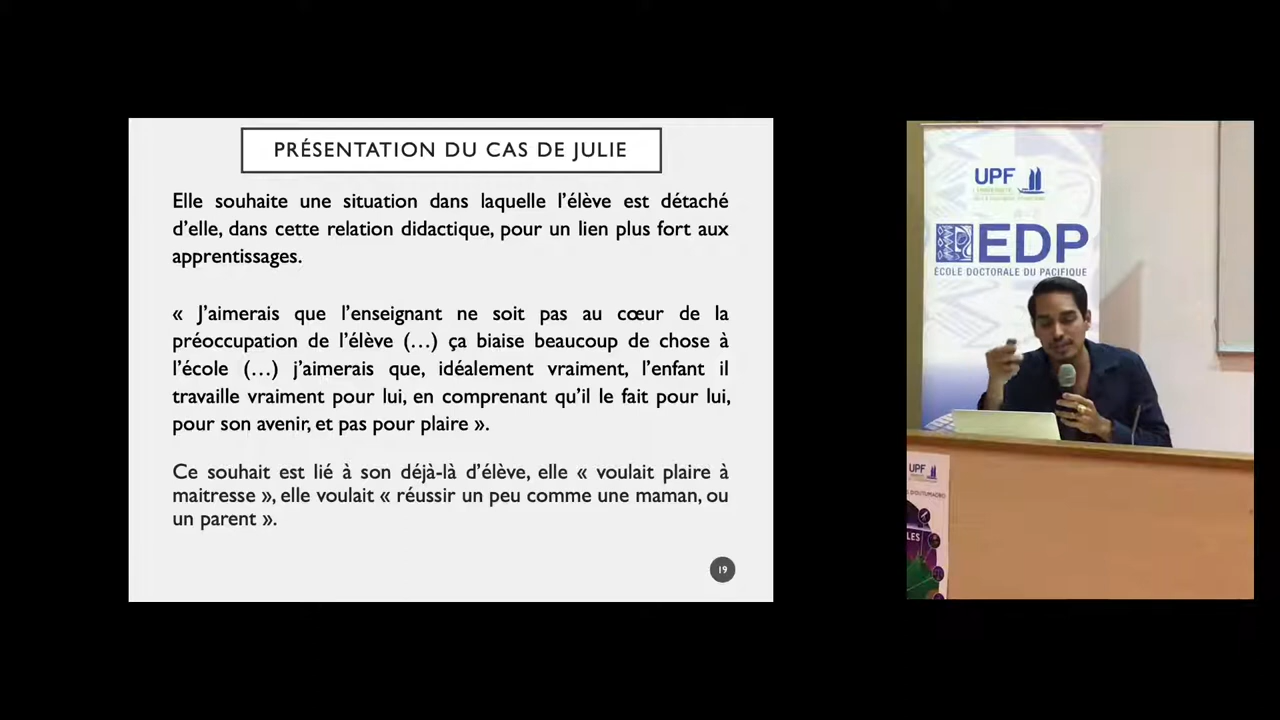 PRÉSENTATION DU CAS DE JULIE
Elle souhaite une situation dans laquelle l'élève est détaché
d'elle, dans cette relation didactique, pour un lien plus fort aux
apprentissages.
« J'aimerais que l'enseignant ne soit pas au cœur de la
préoccupation de l'élève (…) ça biaise beaucoup de chose à
l'école (…) j'aimerais que, idéalement vraiment, l'enfant il
travaille vraiment pour lui, en comprenant qu'il le fait pour lui,
pour son avenir, et pas pour plaire ».
Ce souhait est lié à son déjà-là d'élève, elle « voulait plaire à
maitresse », elle voulait « réussir un peu comme une maman, ou
un parent ».
19
UPF
EDP
ÉCOLE DOCTORALE DU PACIFIQUE
UPF
LES